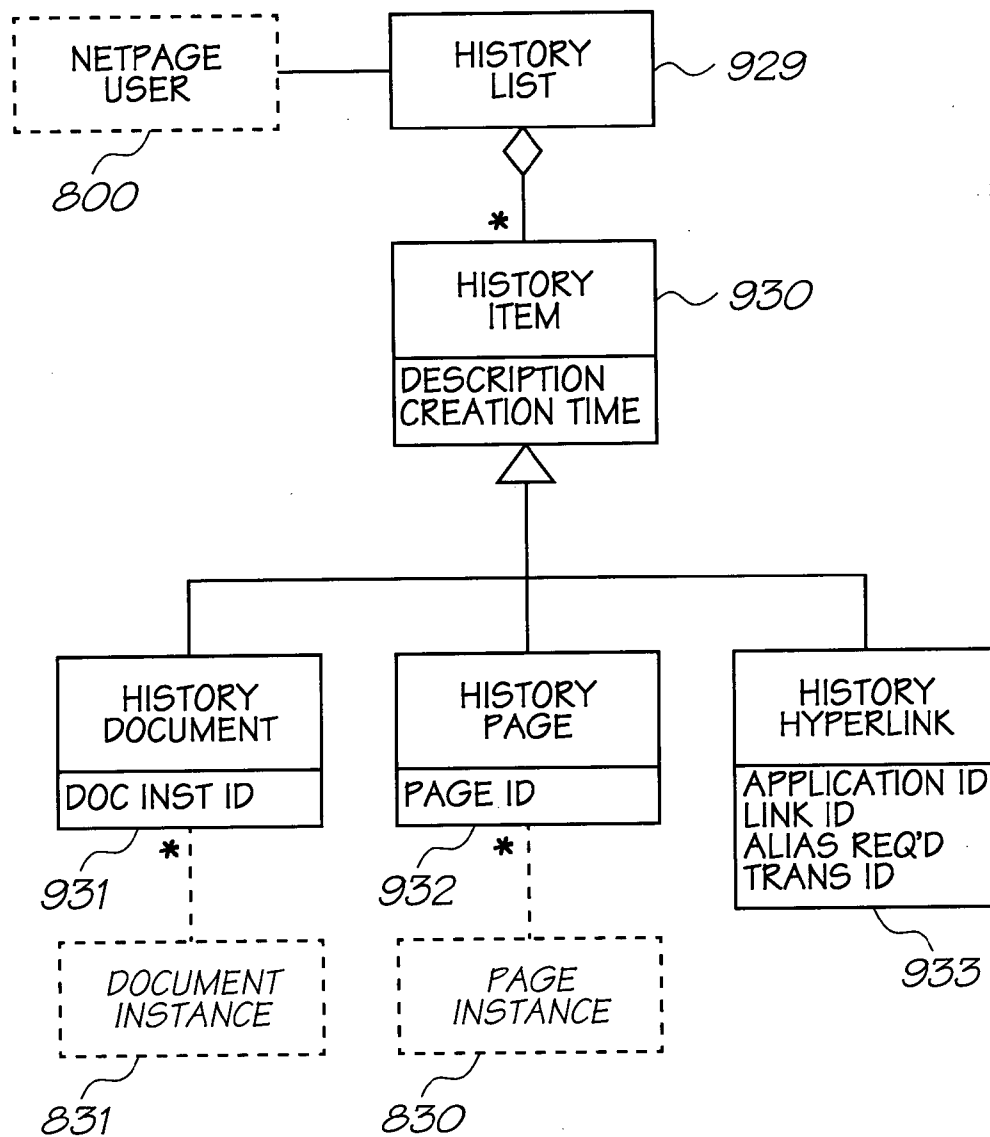 NETPAGE
USER
800
HISTORY
LIST
929
*
HISTORY
ITEM
930
DESCRIPTION
CREATION TIME
HISTORY
DOCUMENT
DOC INST ID
931
*
HISTORY
PAGE
PAGE ID
932
*
HISTORY
HYPERLINK
APPLICATION ID
LINK ID
ALIAS REQ'D
TRANS ID
933
DOCUMENT
INSTANCE
831
PAGE
INSTANCE
830